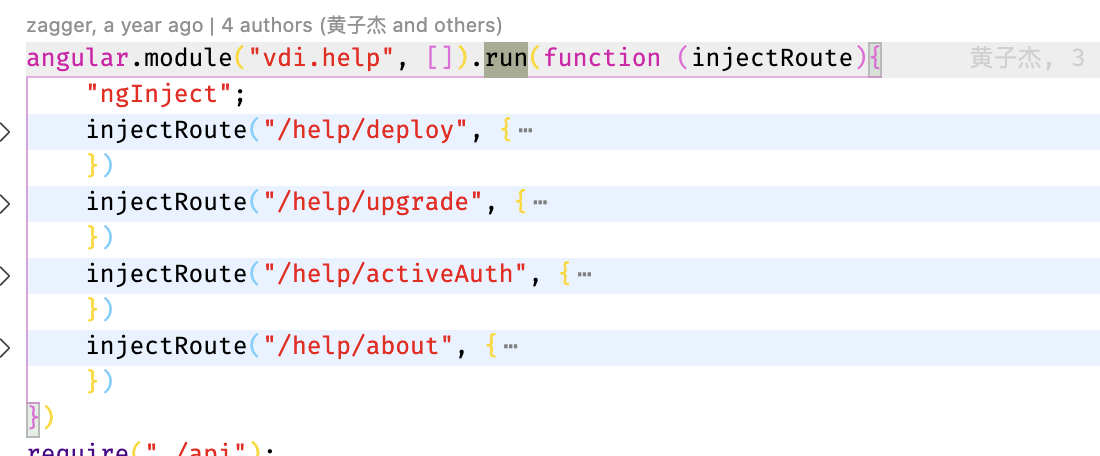 zagger, a year ago | 4 authors (黄子杰 and others)
angular.module("vdi.help", []).run(function (injectRoute){ 黄子杰, 3
"ngInject";
injectRoute("/help/deploy", {⋯
})
injectRoute("/help/upgrade", {⋯
})
injectRoute("/help/activeAuth", {⋯
})
injectRoute("/help/about", {⋯
})
})
require("./api");